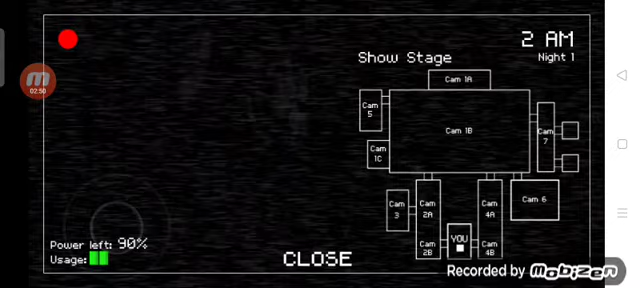 2 AM
Night 1
Show Stage
Cam 1A
Cam 5
Cam 1B
Cam 7
Cam 1C
Cam 3
Cam 2A
Cam 4A
Cam 6
YOU
Cam 2B
Cam 4B
02:50
Power left: 90%
Usage:
CLOSE
Recorded by mobizen